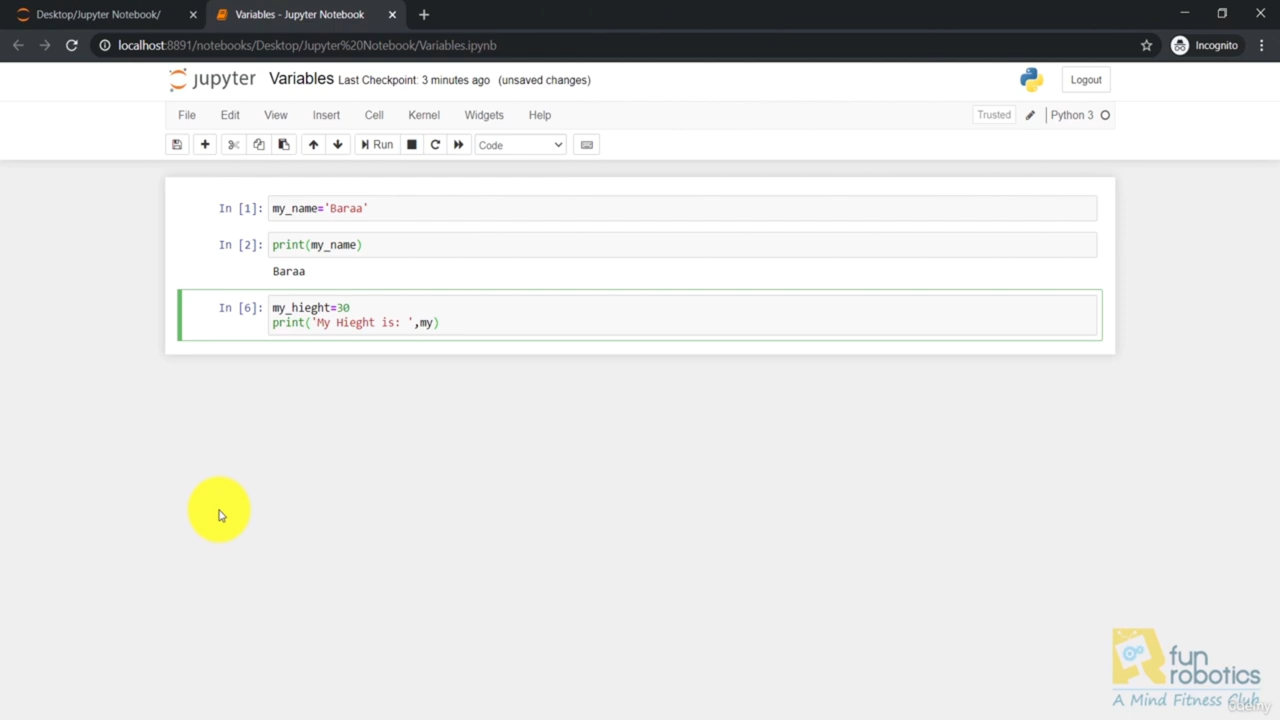 Desktop/Jupyter Notebook/
Variables - Jupyter Notebook
localhost:8891/notebooks/Desktop/Jupyter%20Notebook/Variables.ipynb
Incognito
jupyter Variables Last Checkpoint: 3 minutes ago (unsaved changes)
Logout
File Edit View Insert Cell Kernel Widgets Help
Trusted Python 3
Run Code
In [1]: my_name='Baraa'
In [2]: print(my_name)
Baraa
In [6]: my_hieght=30
print('My Hieght is: ',my)
fun
robotics
A Mind Fitness Club
ûdemy